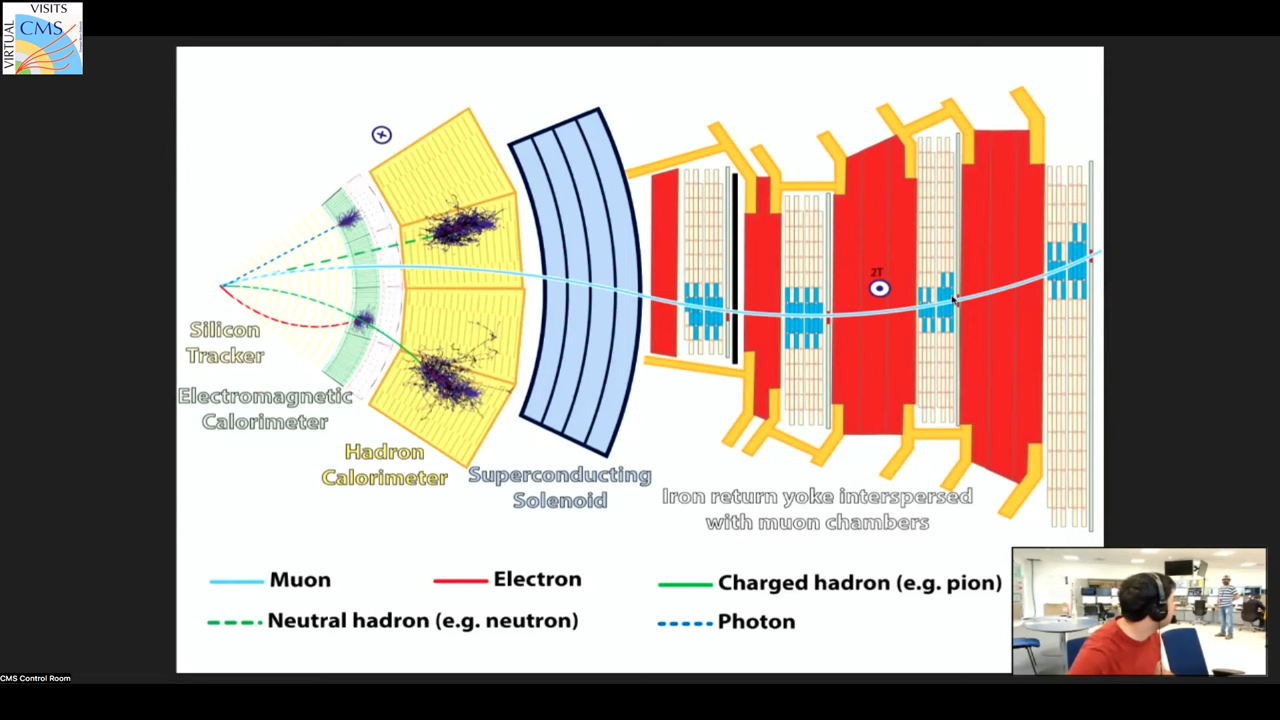 VISITS
CMS
VIRTUAL
2T
Silicon
Tracker
Electromagnetic
Calorimeter
Hadron
Calorimeter
Superconducting
Solenoid
Iron return yoke interspersed
with muon chambers
Muon
Electron
Charged hadron (e.g. pion)
Neutral hadron (e.g. neutron)
Photon
CMS Control Room